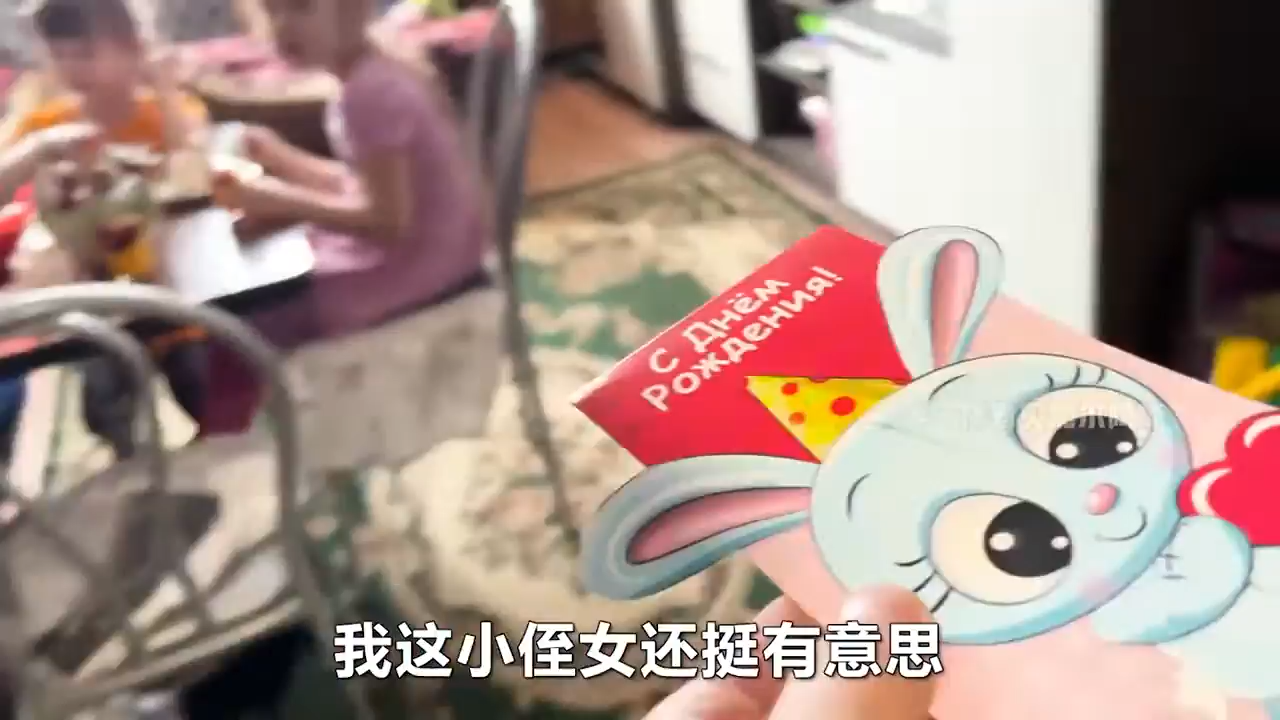 С Днём
Рождения!
我这小侄女还挺有意思